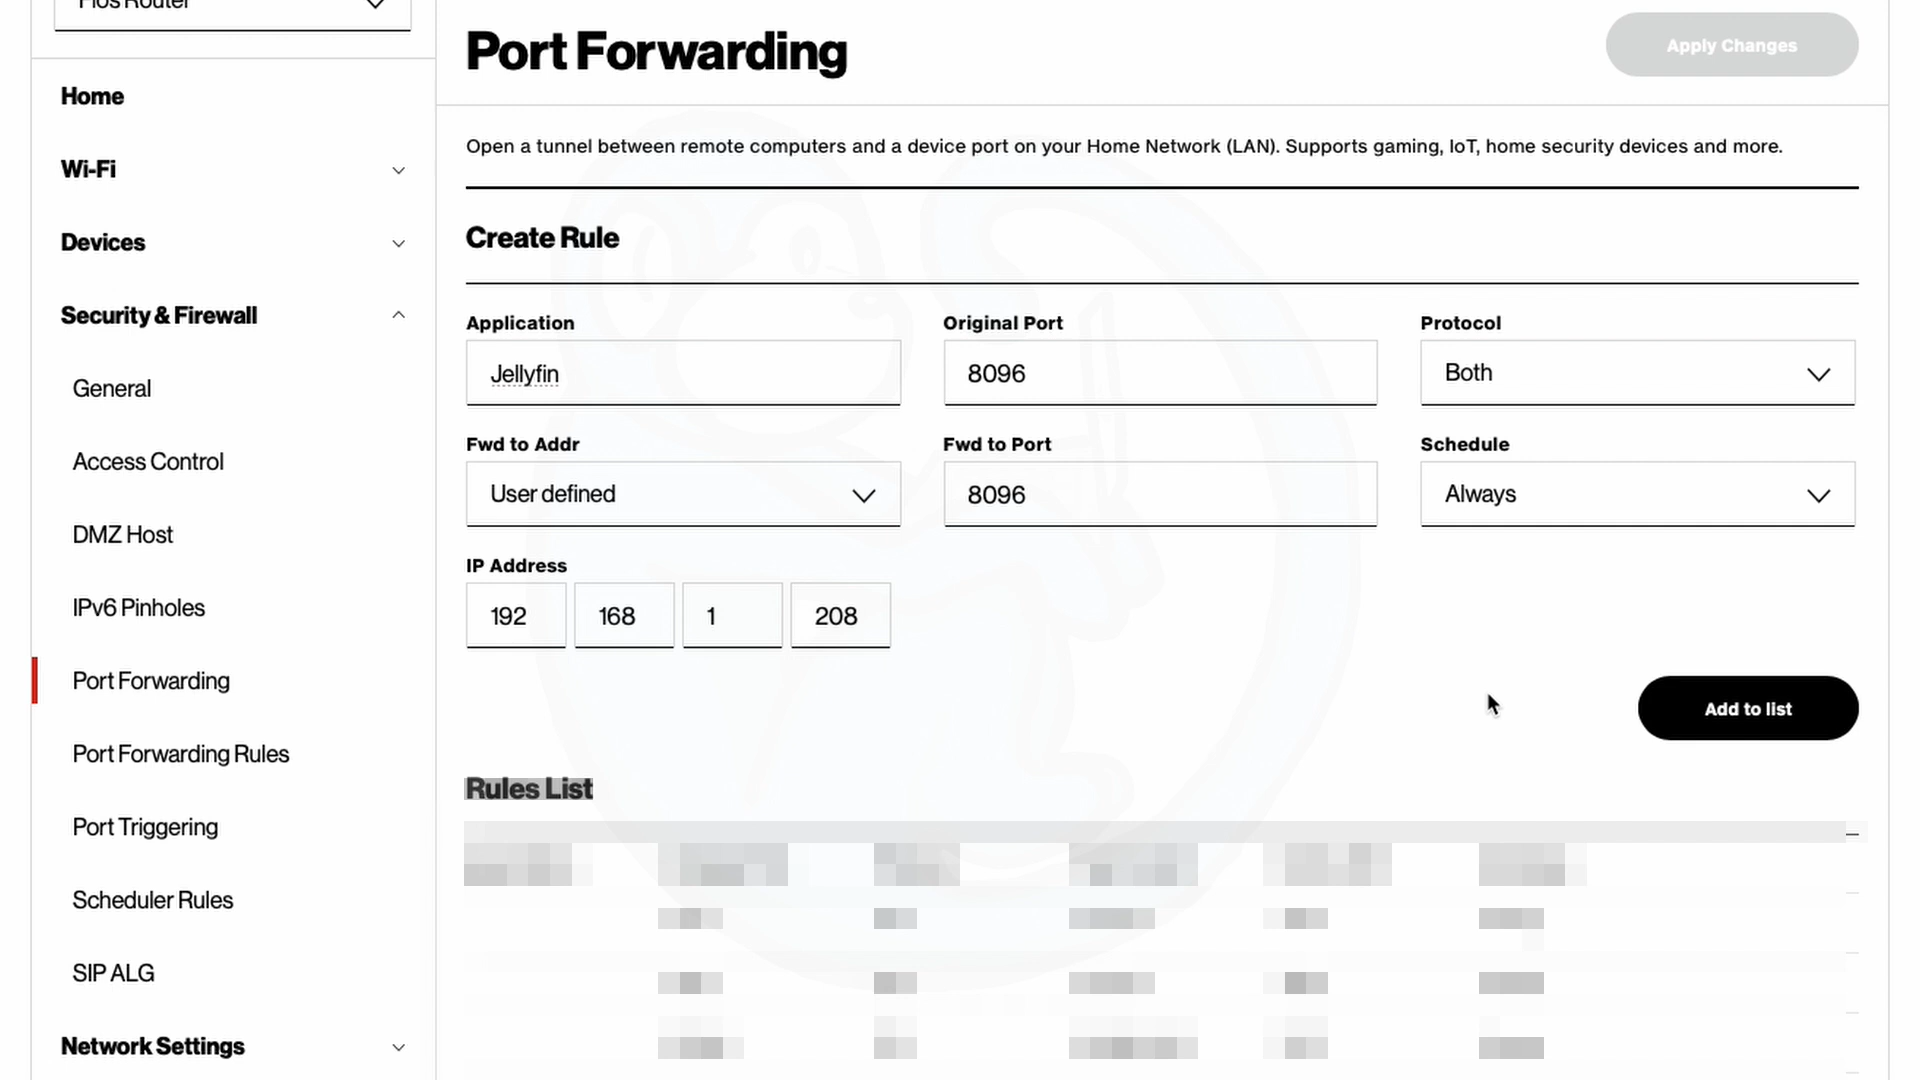 Fios Router
Home
Wi-Fi
Devices
Security & Firewall
General
Access Control
DMZ Host
IPv6 Pinholes
Port Forwarding
Port Forwarding Rules
Port Triggering
Scheduler Rules
SIP ALG
Network Settings
Port Forwarding
Apply Changes
Open a tunnel between remote computers and a device port on your Home Network (LAN). Supports gaming, IoT, home security devices and more.
Create Rule
Application
Original Port
Protocol
Jellyfin
8096
Both
Fwd to Addr
Fwd to Port
Schedule
User defined
8096
Always
IP Address
192
168
1
208
Add to list
Rules List